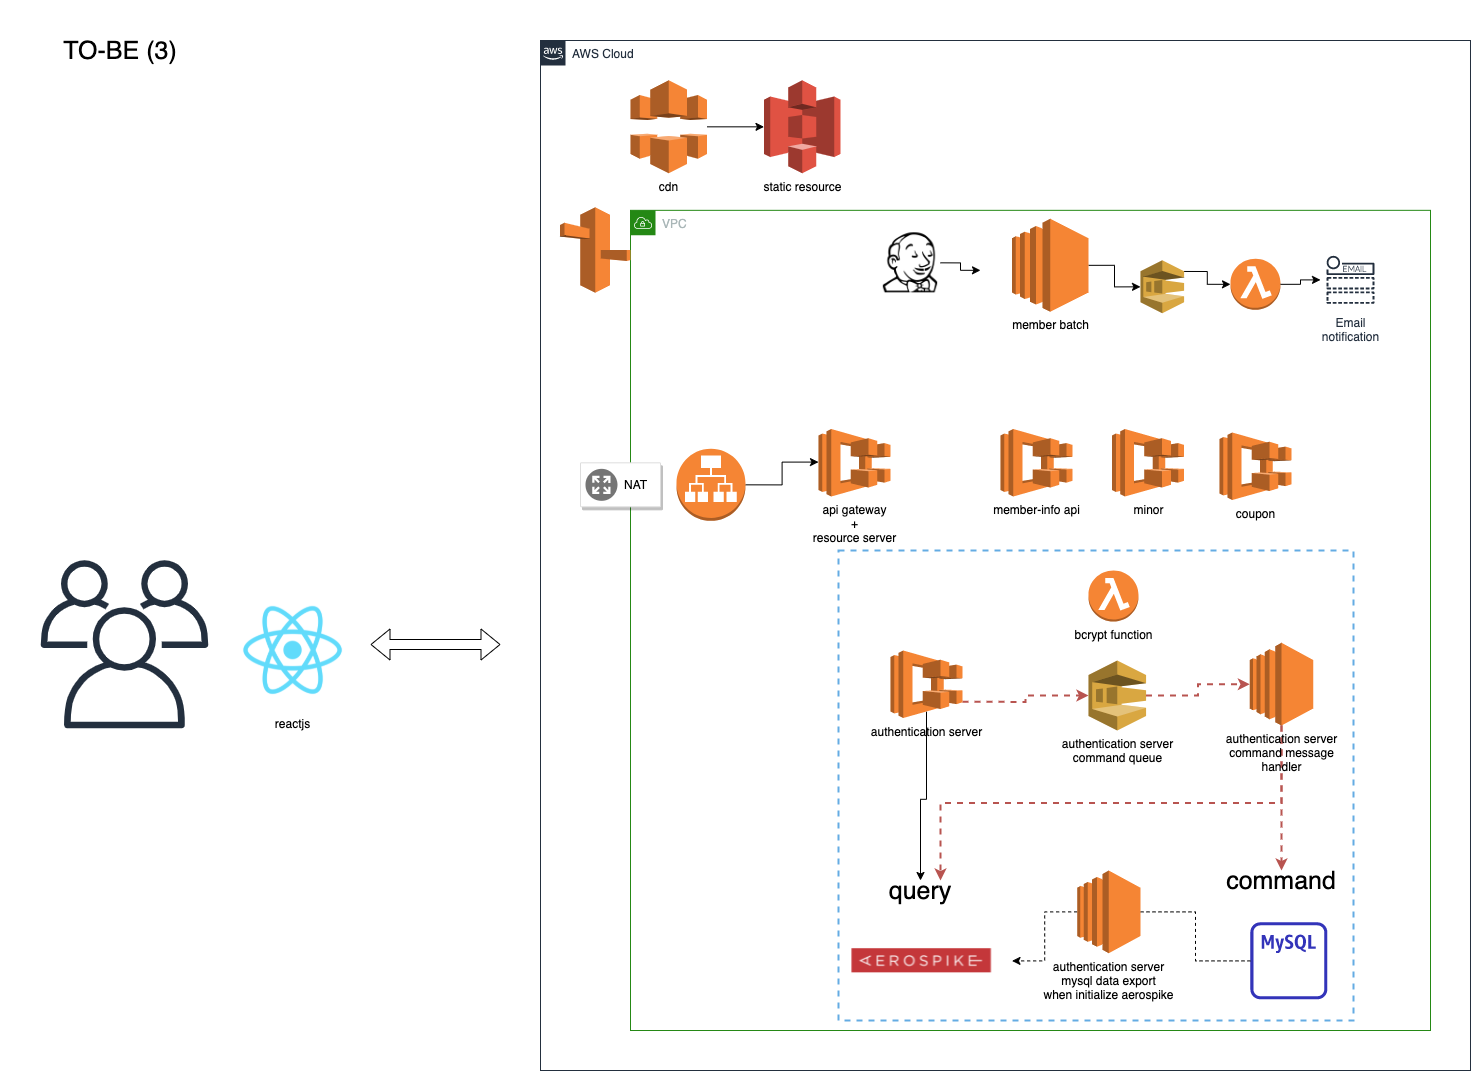 TO-BE (3)
aws
AWS Cloud
cdn
static resource
VPC
member batch
EMAIL
Email
notification
NAT
api gateway
+
resource server
member-info api
minor
coupon
bcrypt function
reactjs
authentication server
authentication server
command queue
authentication server
command message
handler
query
command
AEROSPIKE
authentication server
mysql data export
when initialize aerospike
MySQL